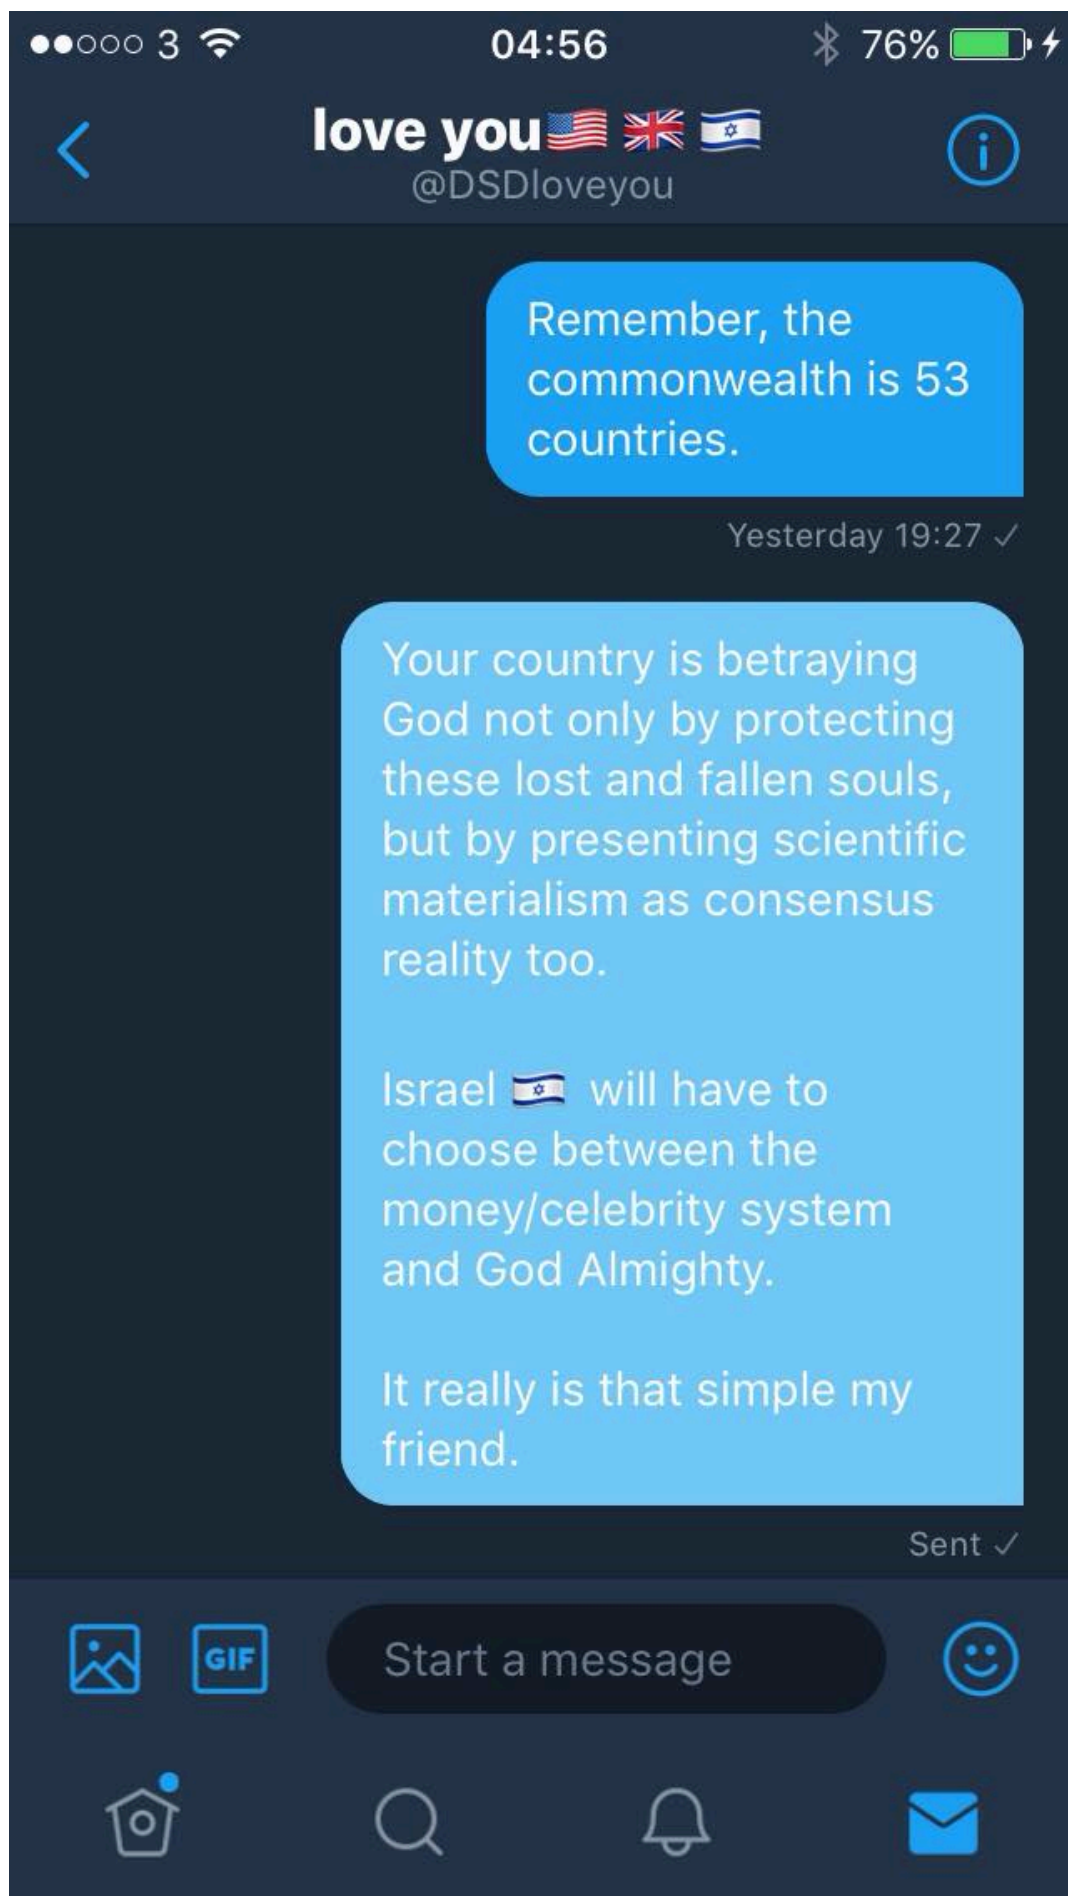 3 04:56 76%
love you🇺🇸 🇬🇧 🇮🇱
@DSDloveyou
Remember, the
commonwealth is 53
countries.
Yesterday 19:27 ✓
Your country is betraying
God not only by protecting
these lost and fallen souls,
but by presenting scientific
materialism as consensus
reality too.
Israel 🇮🇱 will have to
choose between the
money/celebrity system
and God Almighty.
It really is that simple my
friend.
Sent ✓
GIF Start a message